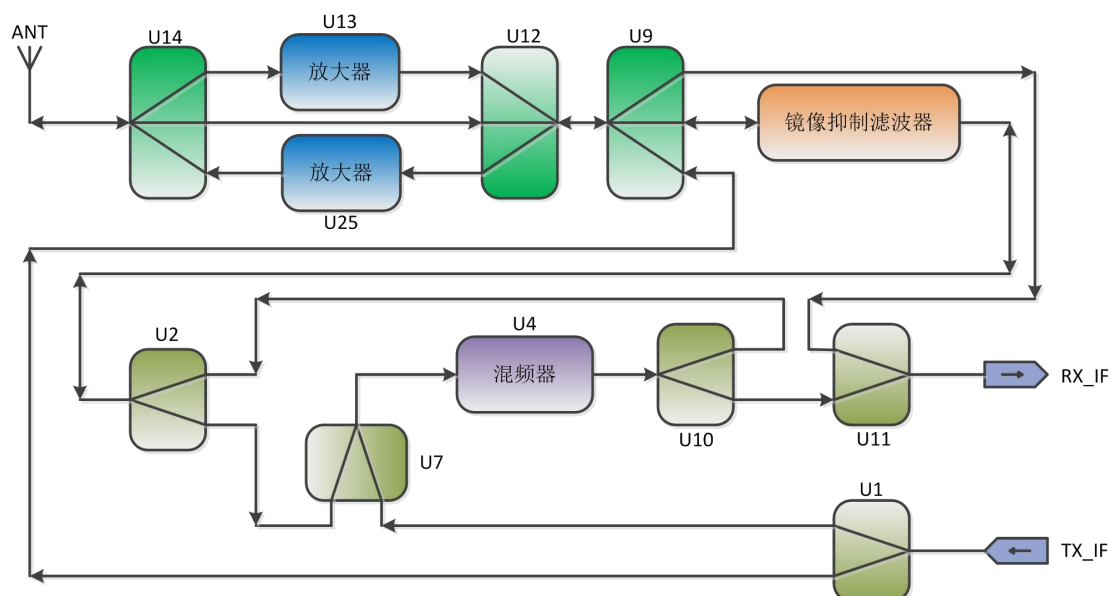 ANT
U14
U13
放大器
U12
U9
镜像抑制滤波器
放大器
U25
U2
U4
混频器
U10
U11
RX_IF
U7
U1
TX_IF